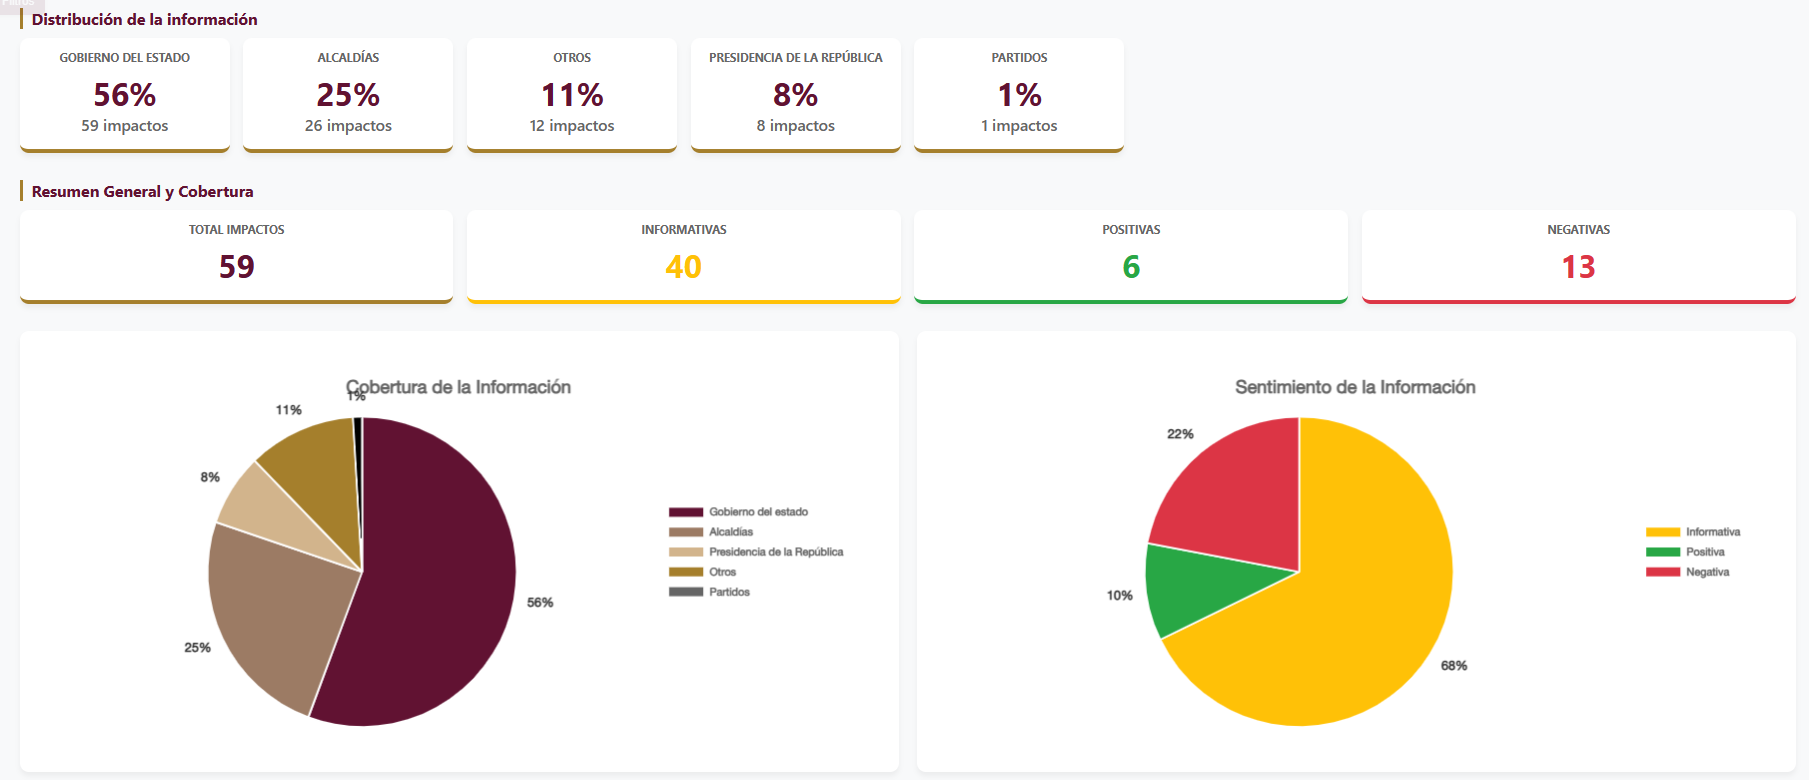 Filtros
Distribución de la información
GOBIERNO DEL ESTADO
56%
59 impactos
ALCALDÍAS
25%
26 impactos
OTROS
11%
12 impactos
PRESIDENCIA DE LA REPÚBLICA
8%
8 impactos
PARTIDOS
1%
1 impactos
Resumen General y Cobertura
TOTAL IMPACTOS
59
INFORMATIVAS
40
POSITIVAS
6
NEGATIVAS
13
Cobertura de la Información
1%
11%
8%
25%
56%
Gobierno del estado
Alcaldías
Presidencia de la República
Otros
Partidos
Sentimiento de la Información
22%
10%
68%
Informativa
Positiva
Negativa